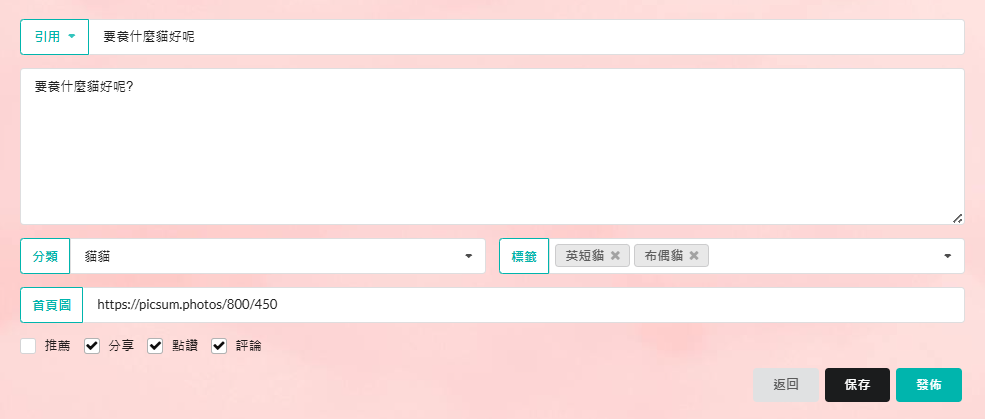 引用 要養什麼貓好呢
要養什麼貓好呢?
分類 貓貓 標籤 英短貓 布偶貓
首頁圖 https://picsum.photos/800/450
推薦 分享 點讚 評論
返回 保存 發佈